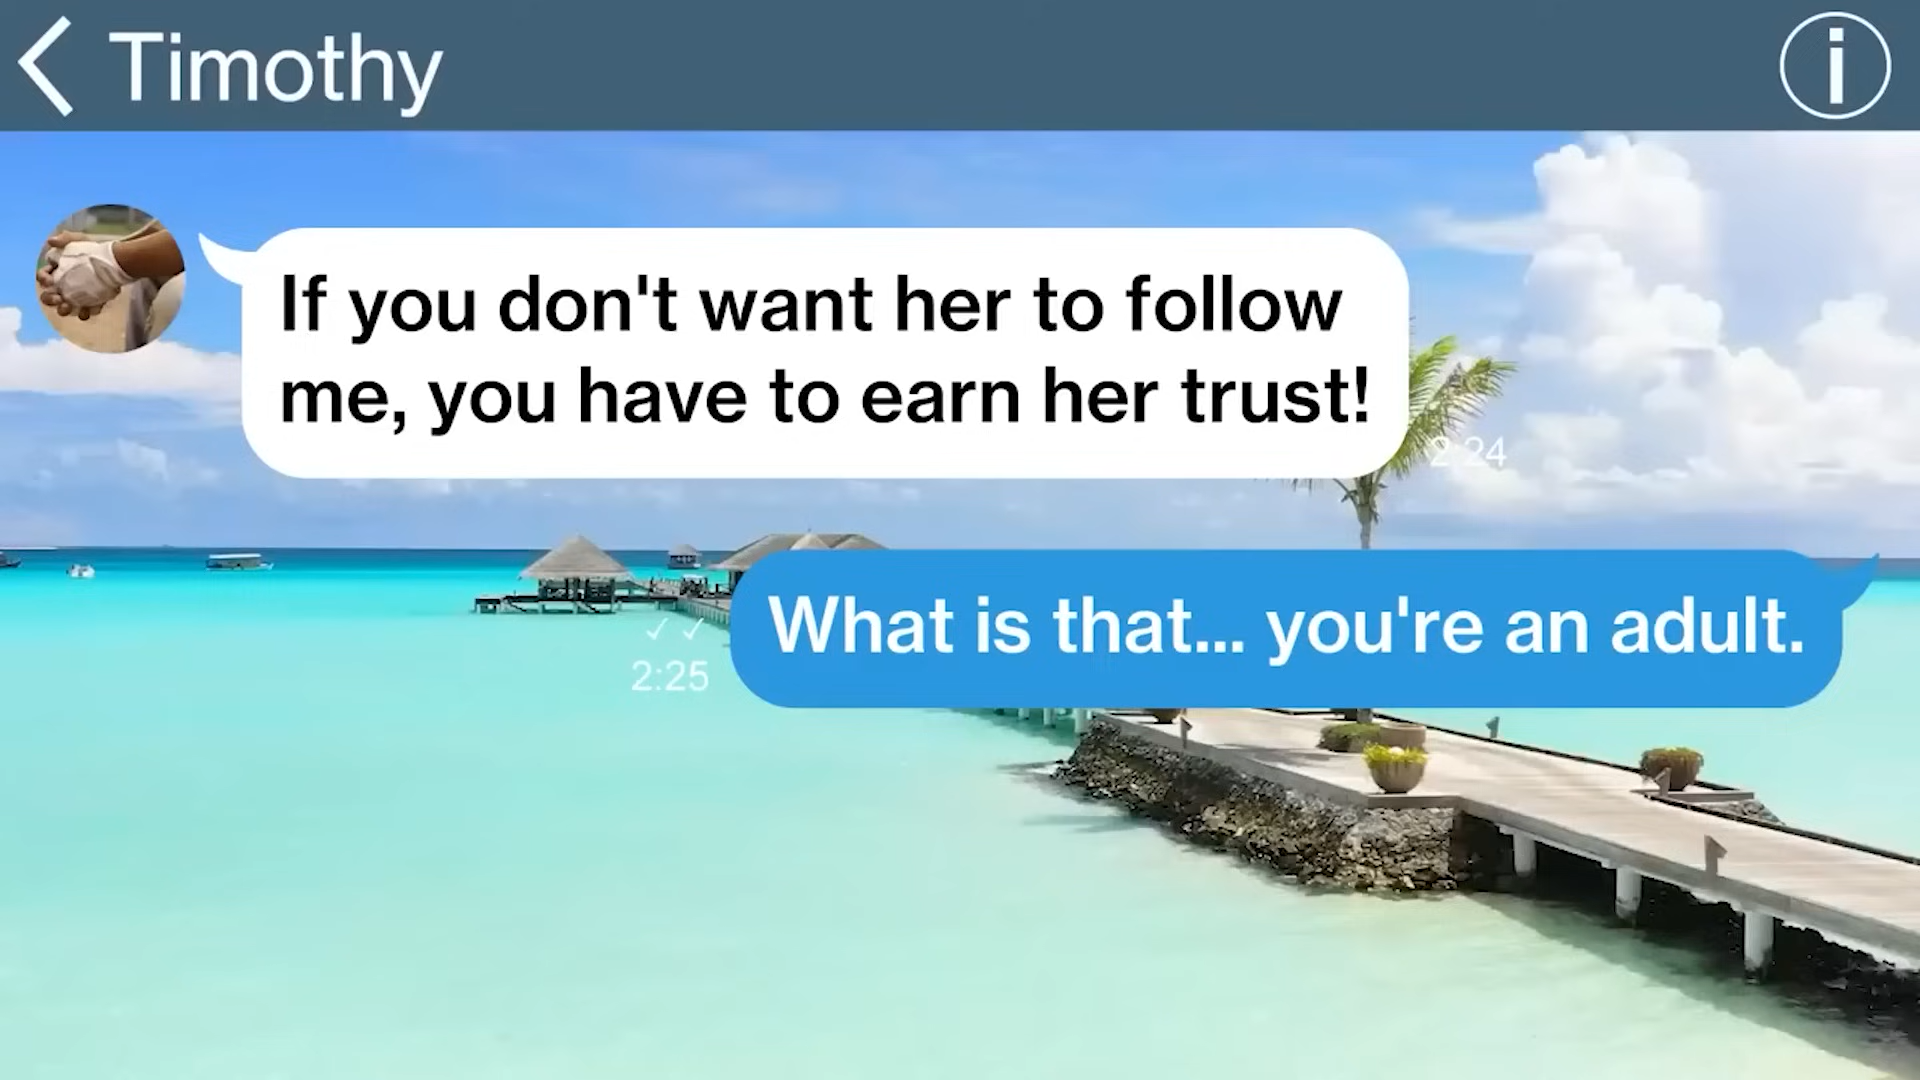 Timothy
If you don't want her to follow
me, you have to earn her trust!
2:24
What is that... you're an adult.
2:25